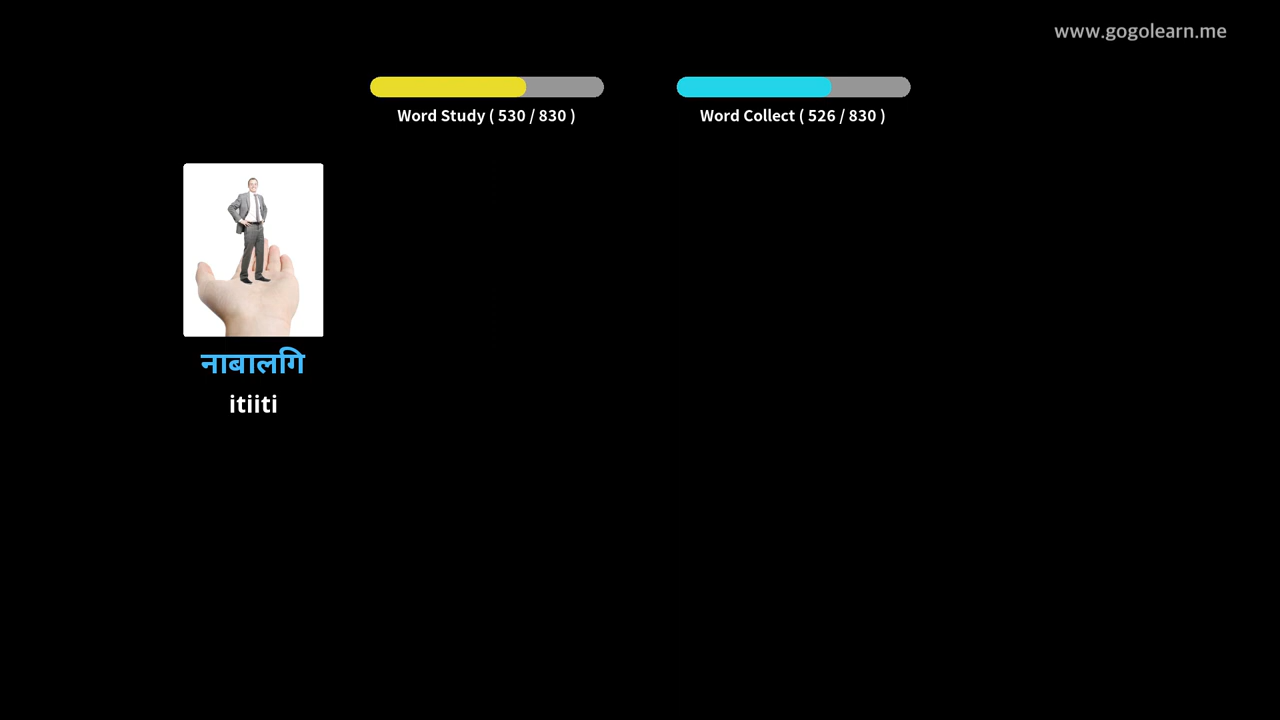 www.gogolearn.me
Word Study ( 530 / 830 )
Word Collect ( 526 / 830 )
नाबालगि
itiiti